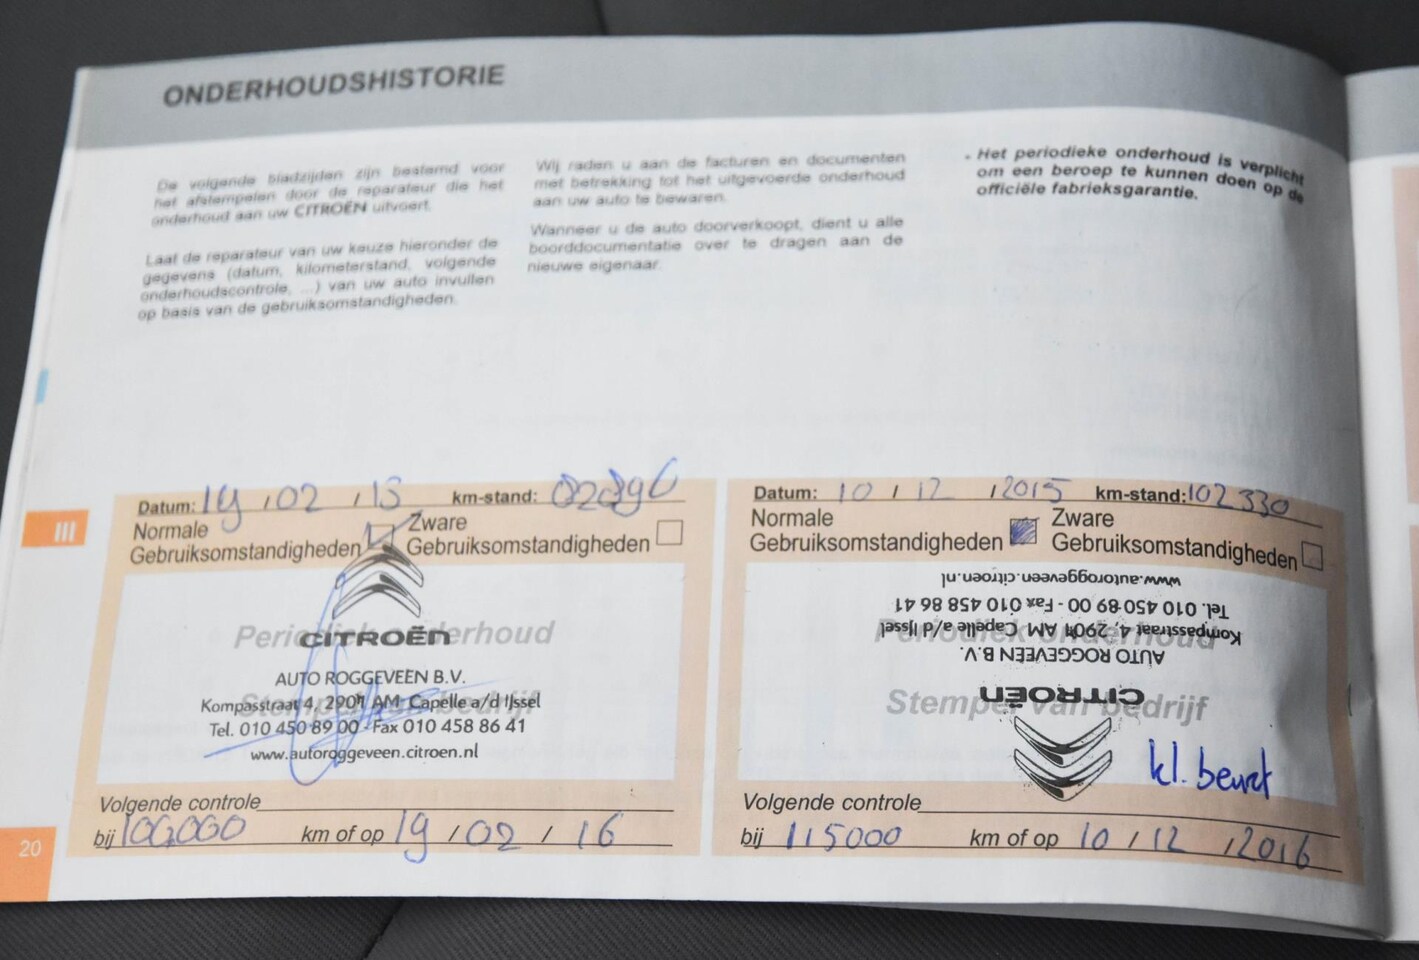 ONDERHOUDSHISTORIE
De volgende bladzijden zijn bestemd voor
het afstempelen door de reparateur die het
onderhoud aan uw CITROËN uitvoert.
Laat de reparateur van uw keuze hieronder de
gegevens (datum, kilometerstand, volgende
onderhoudscontrole, ...) van uw auto invullen
op basis van de gebruiksomstandigheden.
Wij raden u aan de facturen en documenten
met betrekking tot het uitgevoerde onderhoud
aan uw auto te bewaren.
Wanneer u de auto doorverkoopt, dient u alle
boorddocumentatie over te dragen aan de
nieuwe eigenaar.
- Het periodieke onderhoud is verplicht
om een beroep te kunnen doen op de
officiële fabrieksgarantie.
III
Datum: 19 / 02 / 15 km-stand:
Normale
Gebruiksomstandigheden
Zware
Gebruiksomstandigheden
Periodiek onderhoud
CITROËN
AUTO ROGGEVEEN B.V.
Stempel van bedrijf
Kompasstraat 4, 2901 AM Capelle a/d IJssel
Tel. 010 450 89 00 - Fax 010 458 86 41
www.autoroggeveen.citroen.nl
Volgende controle
bij 100000 km of op 19 / 02 / 16
Datum: 10 / 12 / 2015 km-stand: 102330
Normale
Gebruiksomstandigheden
Zware
Gebruiksomstandigheden
Periodiek onderhoud
Stempel van bedrijf
CITROËN
AUTO ROGGEVEEN B.V.
Kompasstraat 4, 2901 AM Capelle a/d IJssel
Tel. 010 450 89 00 - Fax 010 458 86 41
www.autoroggeveen.citroen.nl
kl. beurt
Volgende controle
bij 115000 km of op 10 / 12 / 2016
20